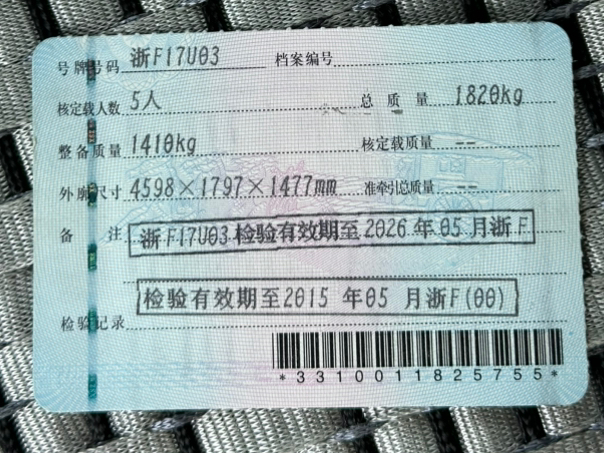 号牌号码 浙F17U03 档案编号
核定载人数 5人 总质量 1820kg
整备质量 1410kg 核定载质量 --
外廓尺寸 4598×1797×1477mm 准牵引总质量 --
备注 浙F17U03检验有效期至2026年05月浙F
检验有效期至2015 年05 月浙F(00)
检验记录
*3310011825755*